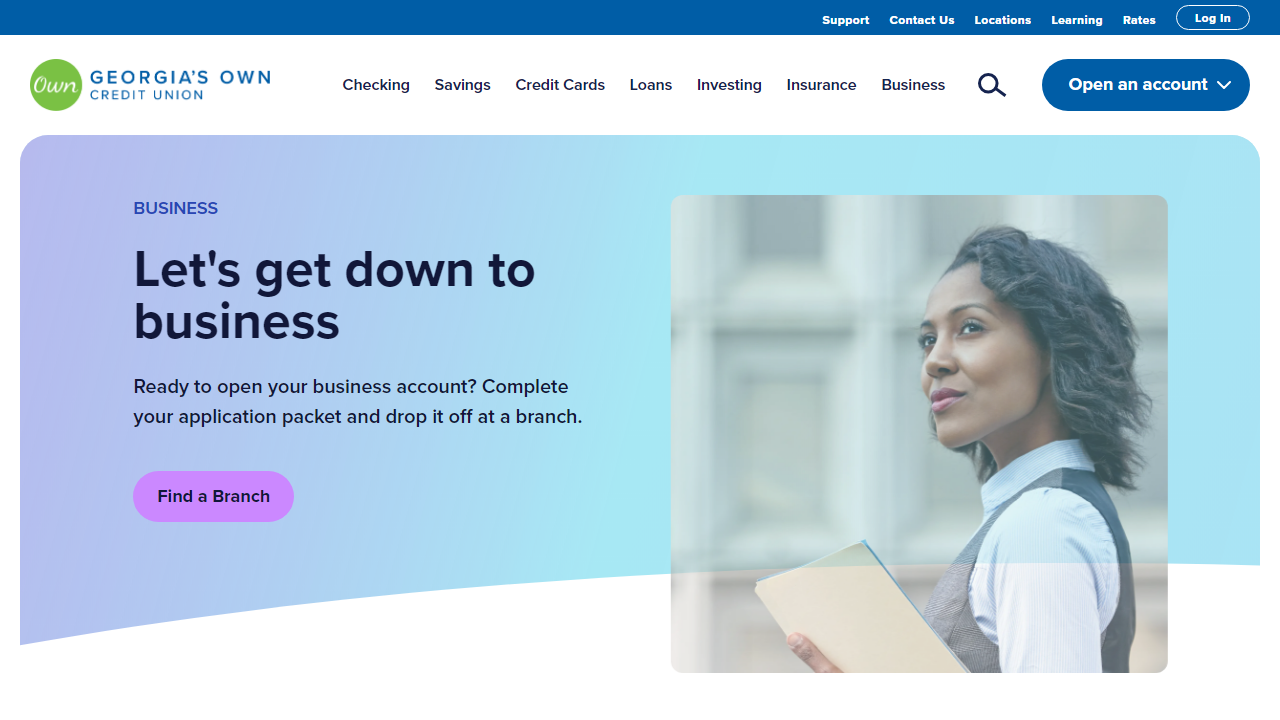 Support Contact Us Locations Learning Rates Log In
Own GEORGIA'S OWN
CREDIT UNION
Checking Savings Credit Cards Loans Investing Insurance Business Open an account
BUSINESS
Let's get down to
business
Ready to open your business account? Complete
your application packet and drop it off at a branch.
Find a Branch